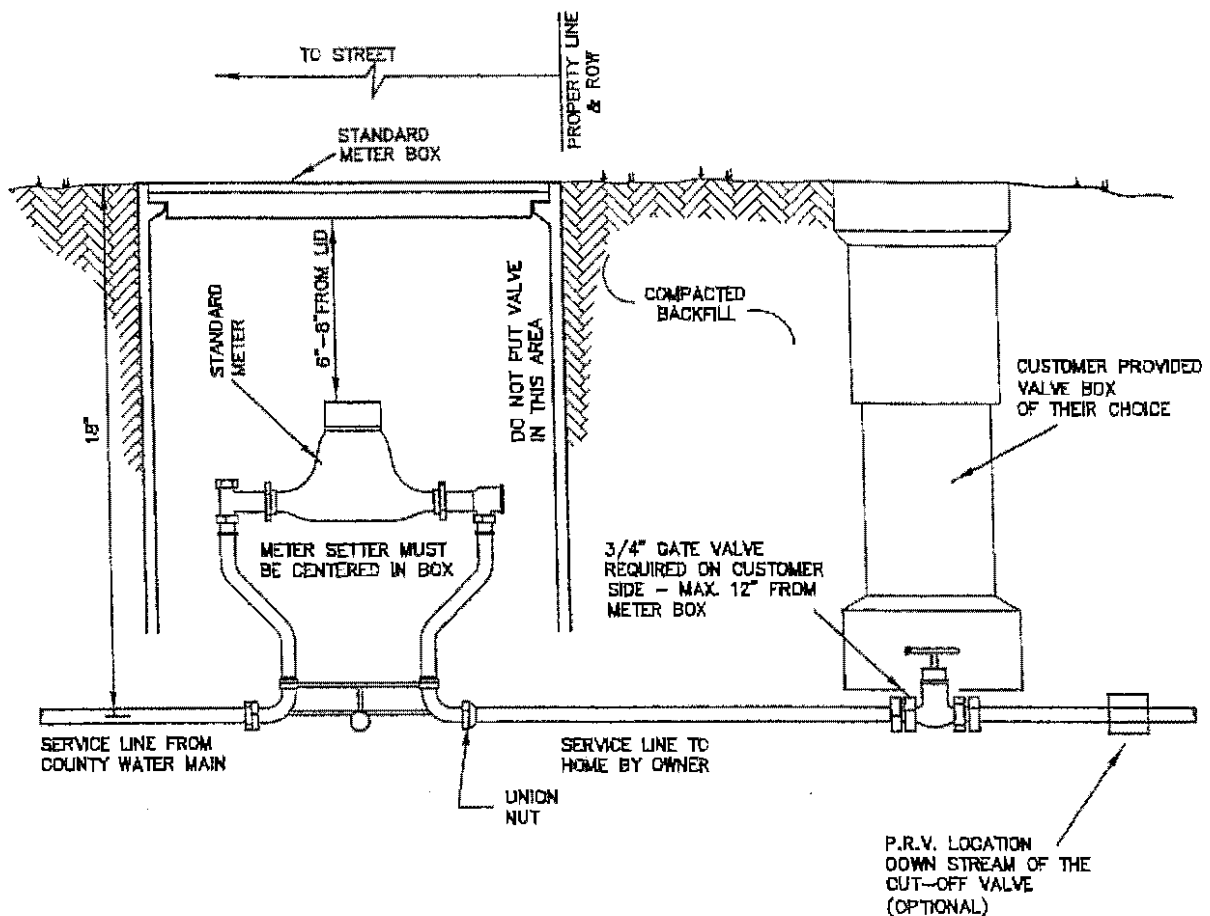 TO STREET
PROPERTY LINE
& ROW
STANDARD
METER BOX
6"-8" FROM LID
DO NOT PUT VALVE
IN THIS AREA
STANDARD
METER
18"
COMPACTED
BACKFILL
CUSTOMER PROVIDED
VALVE BOX
OF THEIR CHOICE
METER SETTER MUST
BE CENTERED IN BOX
3/4" GATE VALVE
REQUIRED ON CUSTOMER
SIDE - MAX. 12" FROM
METER BOX
SERVICE LINE FROM
COUNTY WATER MAIN
SERVICE LINE TO
HOME BY OWNER
UNION
NUT
P.R.V. LOCATION
DOWN STREAM OF THE
CUT-OFF VALVE
(OPTIONAL)